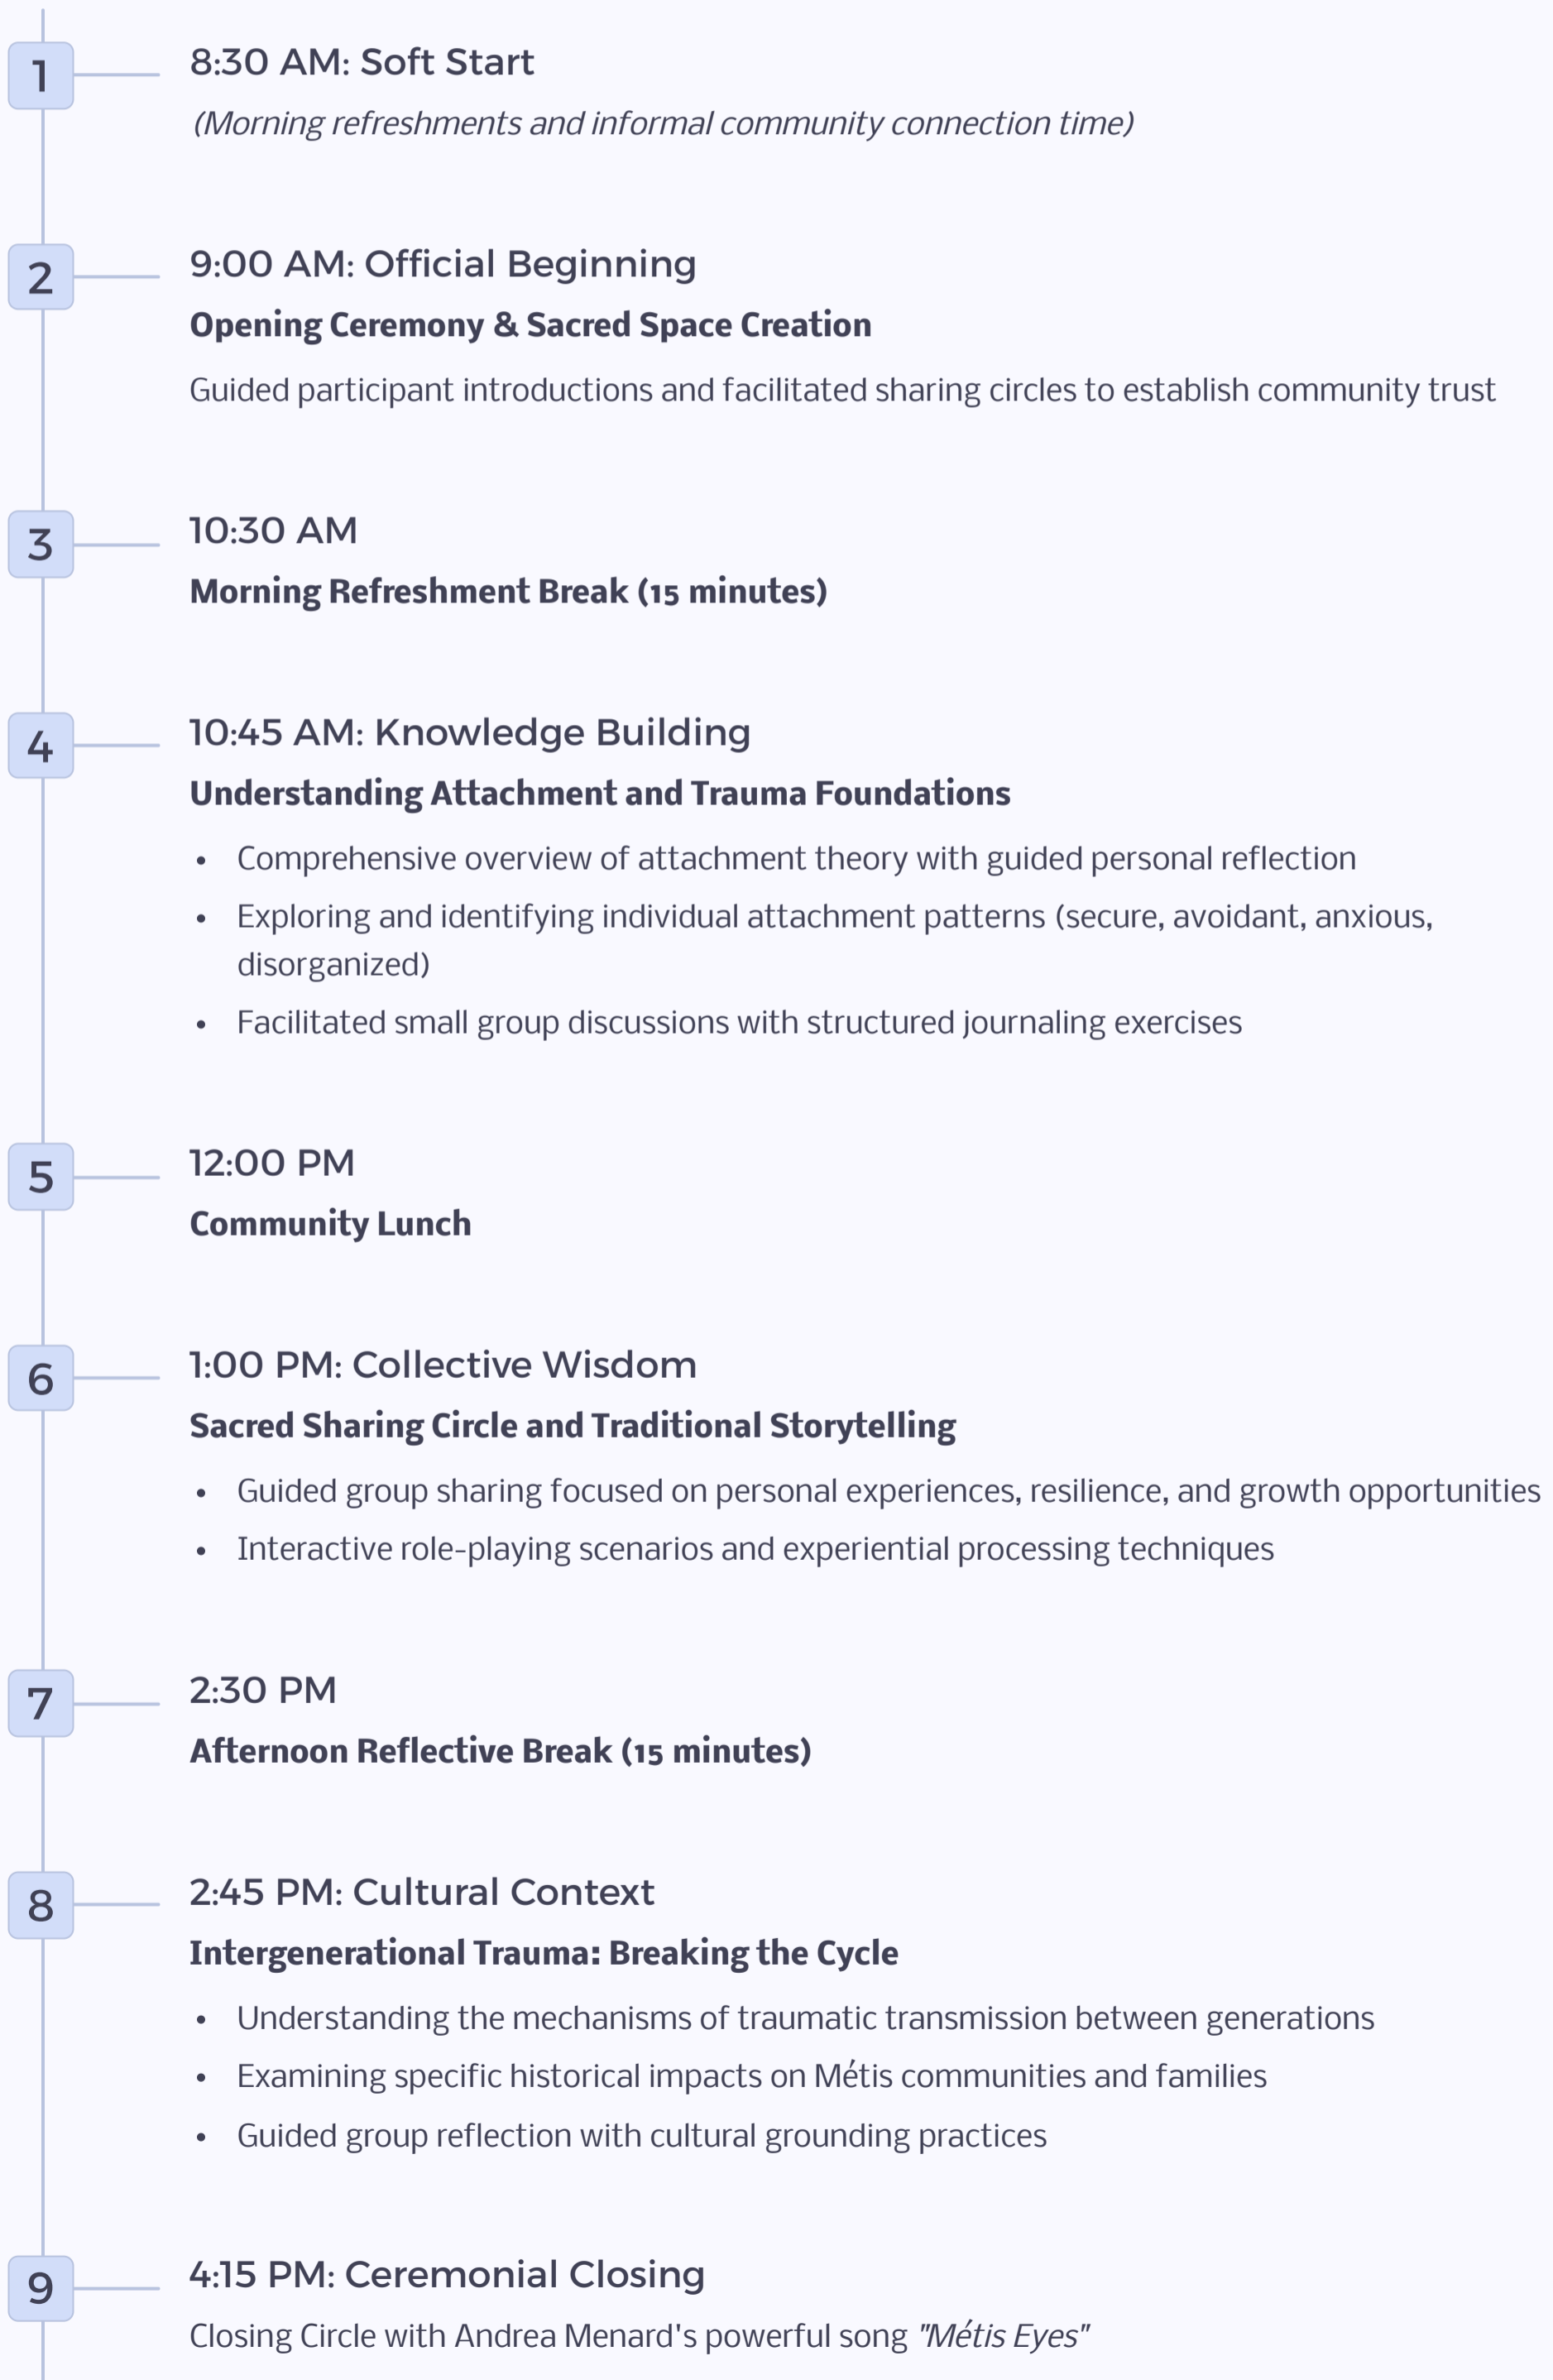 1
8:30 AM: Soft Start
(Morning refreshments and informal community connection time)
2
9:00 AM: Official Beginning
Opening Ceremony & Sacred Space Creation
Guided participant introductions and facilitated sharing circles to establish community trust
3
10:30 AM
Morning Refreshment Break (15 minutes)
4
10:45 AM: Knowledge Building
Understanding Attachment and Trauma Foundations
• Comprehensive overview of attachment theory with guided personal reflection
• Exploring and identifying individual attachment patterns (secure, avoidant, anxious,
disorganized)
• Facilitated small group discussions with structured journaling exercises
5
12:00 PM
Community Lunch
6
1:00 PM: Collective Wisdom
Sacred Sharing Circle and Traditional Storytelling
• Guided group sharing focused on personal experiences, resilience, and growth opportunities
• Interactive role-playing scenarios and experiential processing techniques
7
2:30 PM
Afternoon Reflective Break (15 minutes)
8
2:45 PM: Cultural Context
Intergenerational Trauma: Breaking the Cycle
• Understanding the mechanisms of traumatic transmission between generations
• Examining specific historical impacts on Métis communities and families
• Guided group reflection with cultural grounding practices
9
4:15 PM: Ceremonial Closing
Closing Circle with Andrea Menard's powerful song "Métis Eyes"